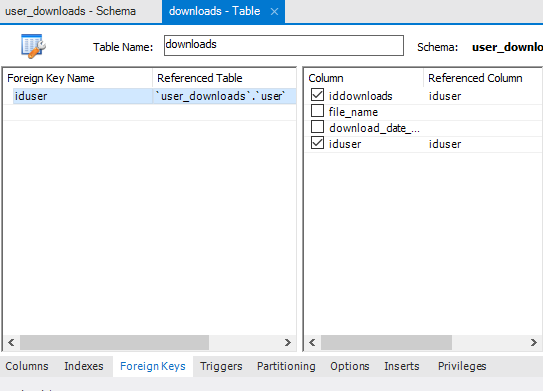 user_downloads - Schema
downloads - Table
Table Name: downloads
Schema: user_downlo
Foreign Key Name Referenced Table
iduser `user_downloads`.`user`
Column Referenced Column
iddownloads iduser
file_name
download_date_...
iduser iduser
Columns Indexes Foreign Keys Triggers Partitioning Options Inserts Privileges